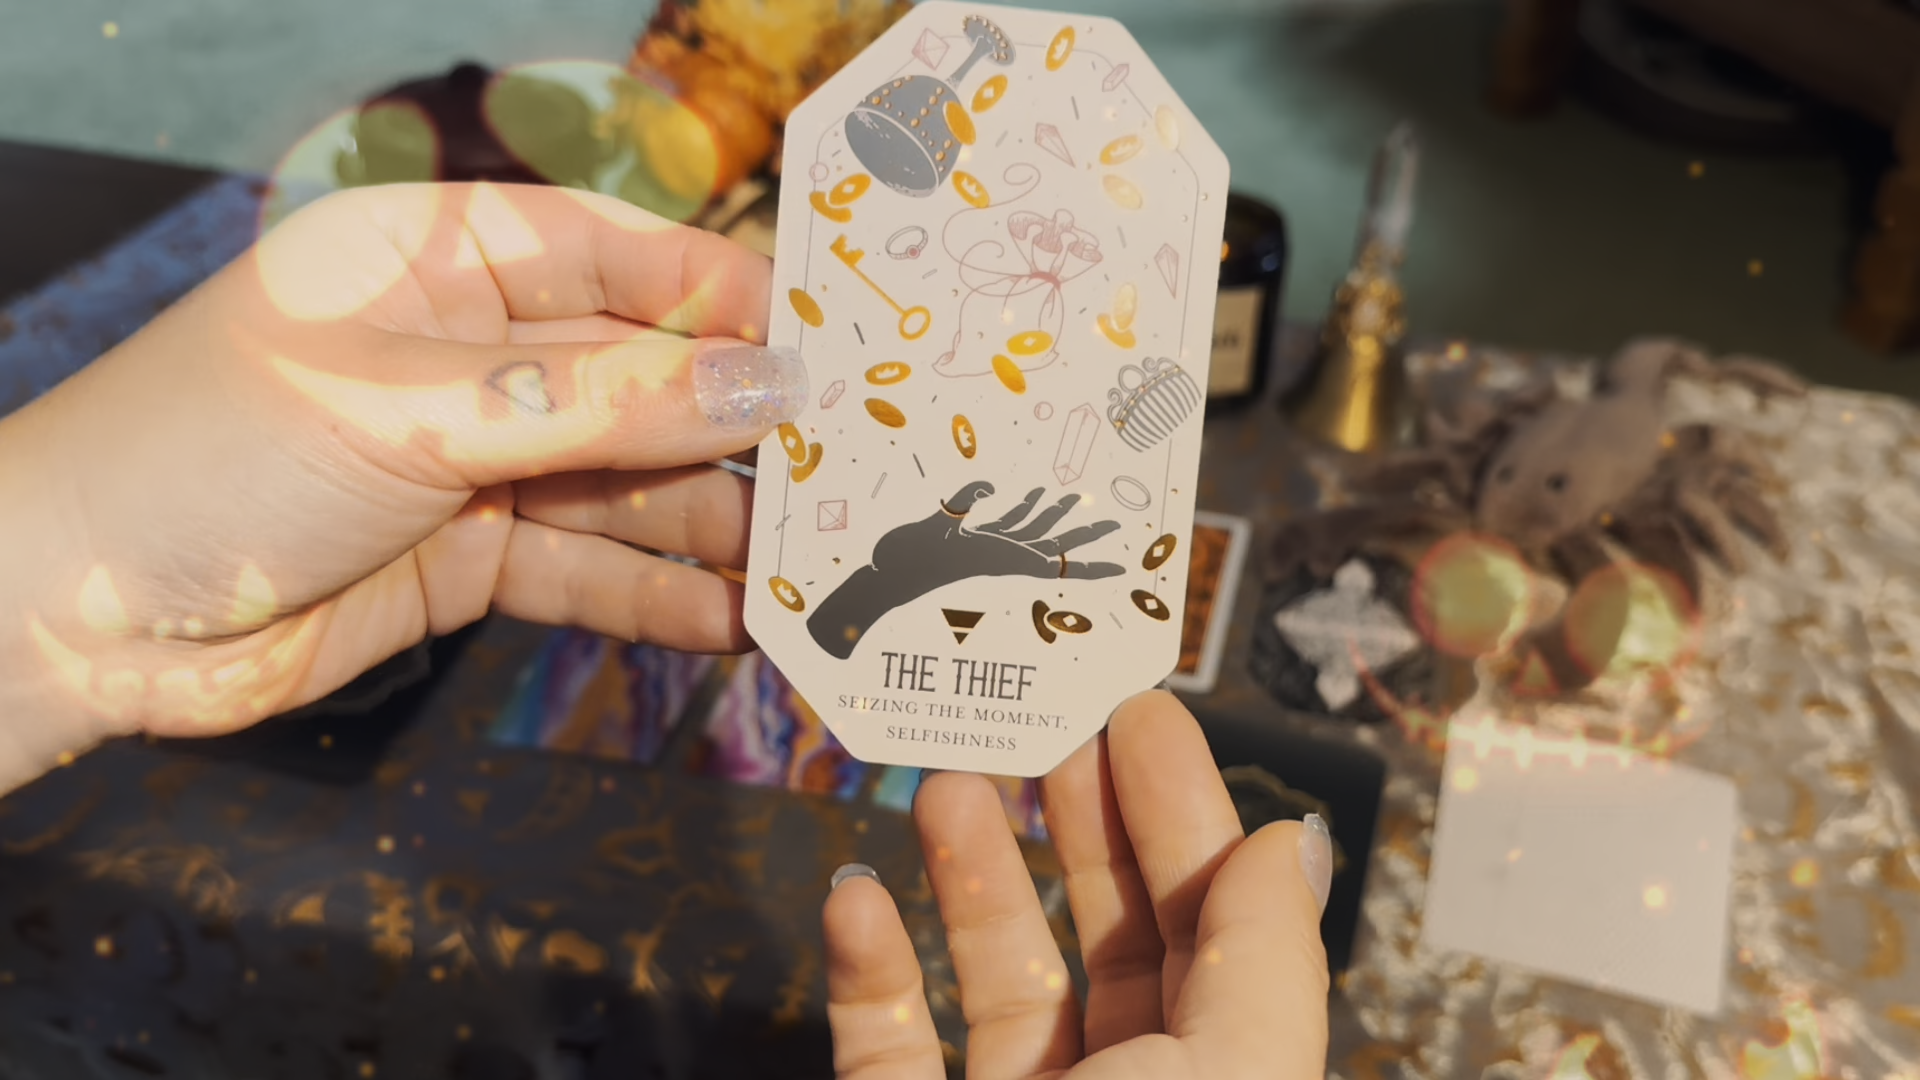 THE THIEF
SEIZING THE MOMENT,
SELFISHNESS